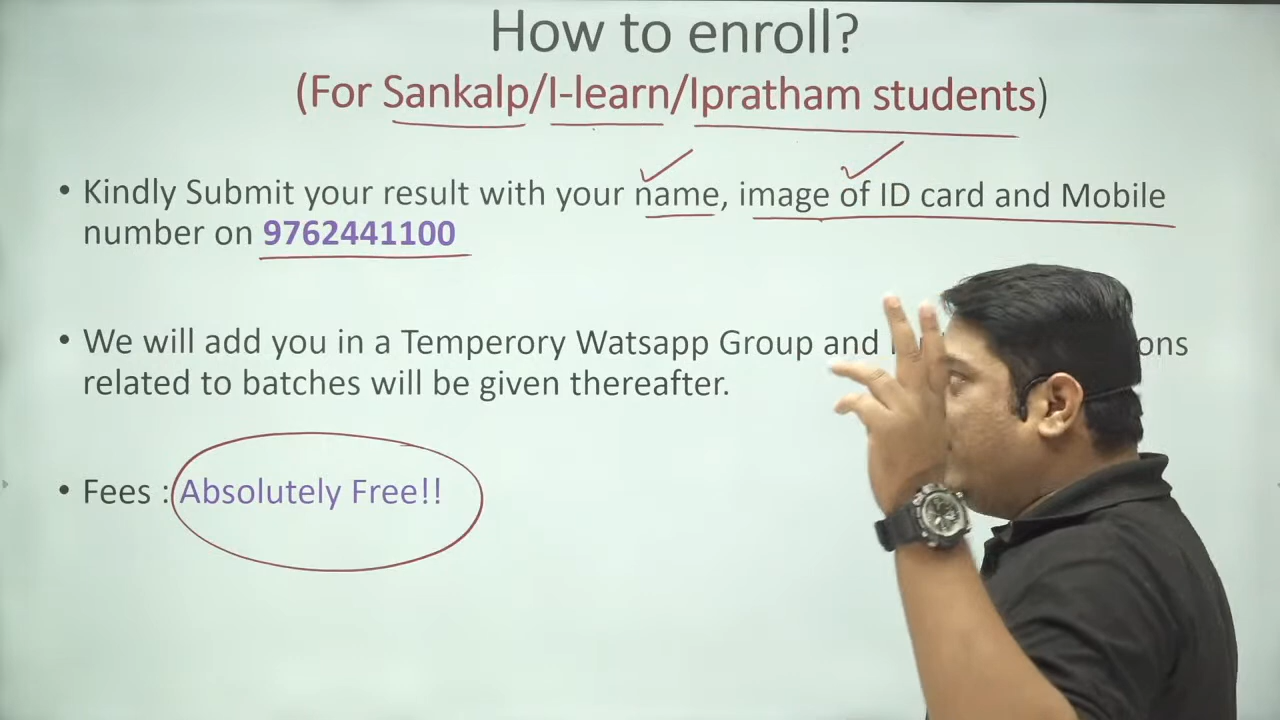 How to enroll?
(For Sankalp/I-learn/Ipratham students)
• Kindly Submit your result with your name, image of ID card and Mobile
number on 9762441100
• We will add you in a Temperory Watsapp Group and
related to batches will be given thereafter.
• Fees : Absolutely Free!!